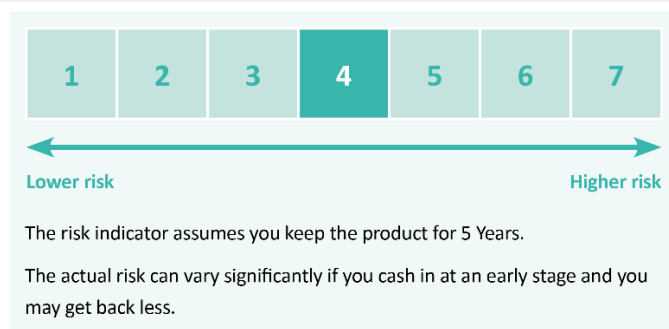 1 2 3 4 5 6 7
Lower risk Higher risk
The risk indicator assumes you keep the product for 5 Years.
The actual risk can vary significantly if you cash in at an early stage and you
may get back less.